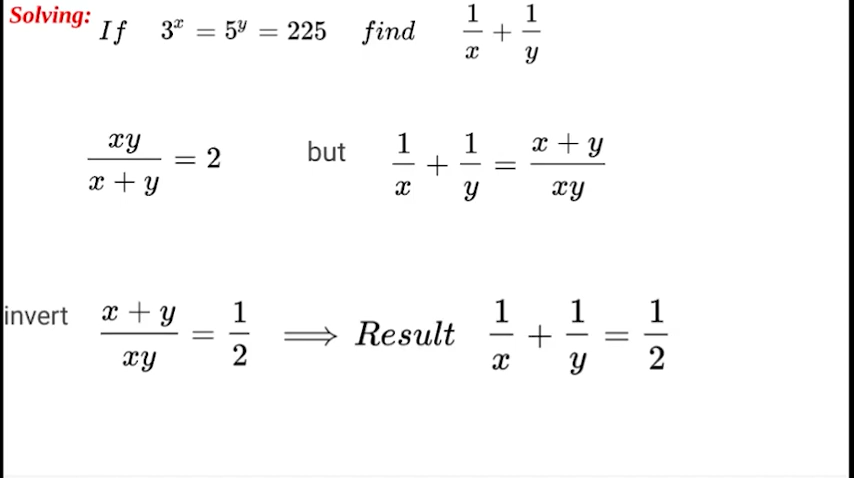 Solving: If 3^x = 5^y = 225 find 1/x + 1/y
xy/(x + y) = 2 but 1/x + 1/y = (x + y)/xy
invert (x + y)/xy = 1/2 ⟹ Result 1/x + 1/y = 1/2